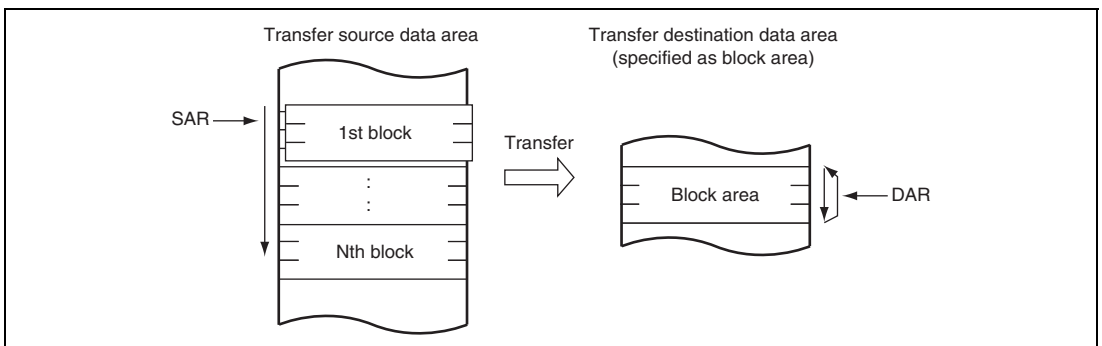 Transfer source data area
Transfer destination data area
(specified as block area)
SAR
1st block
Transfer
:
:
Block area
DAR
Nth block